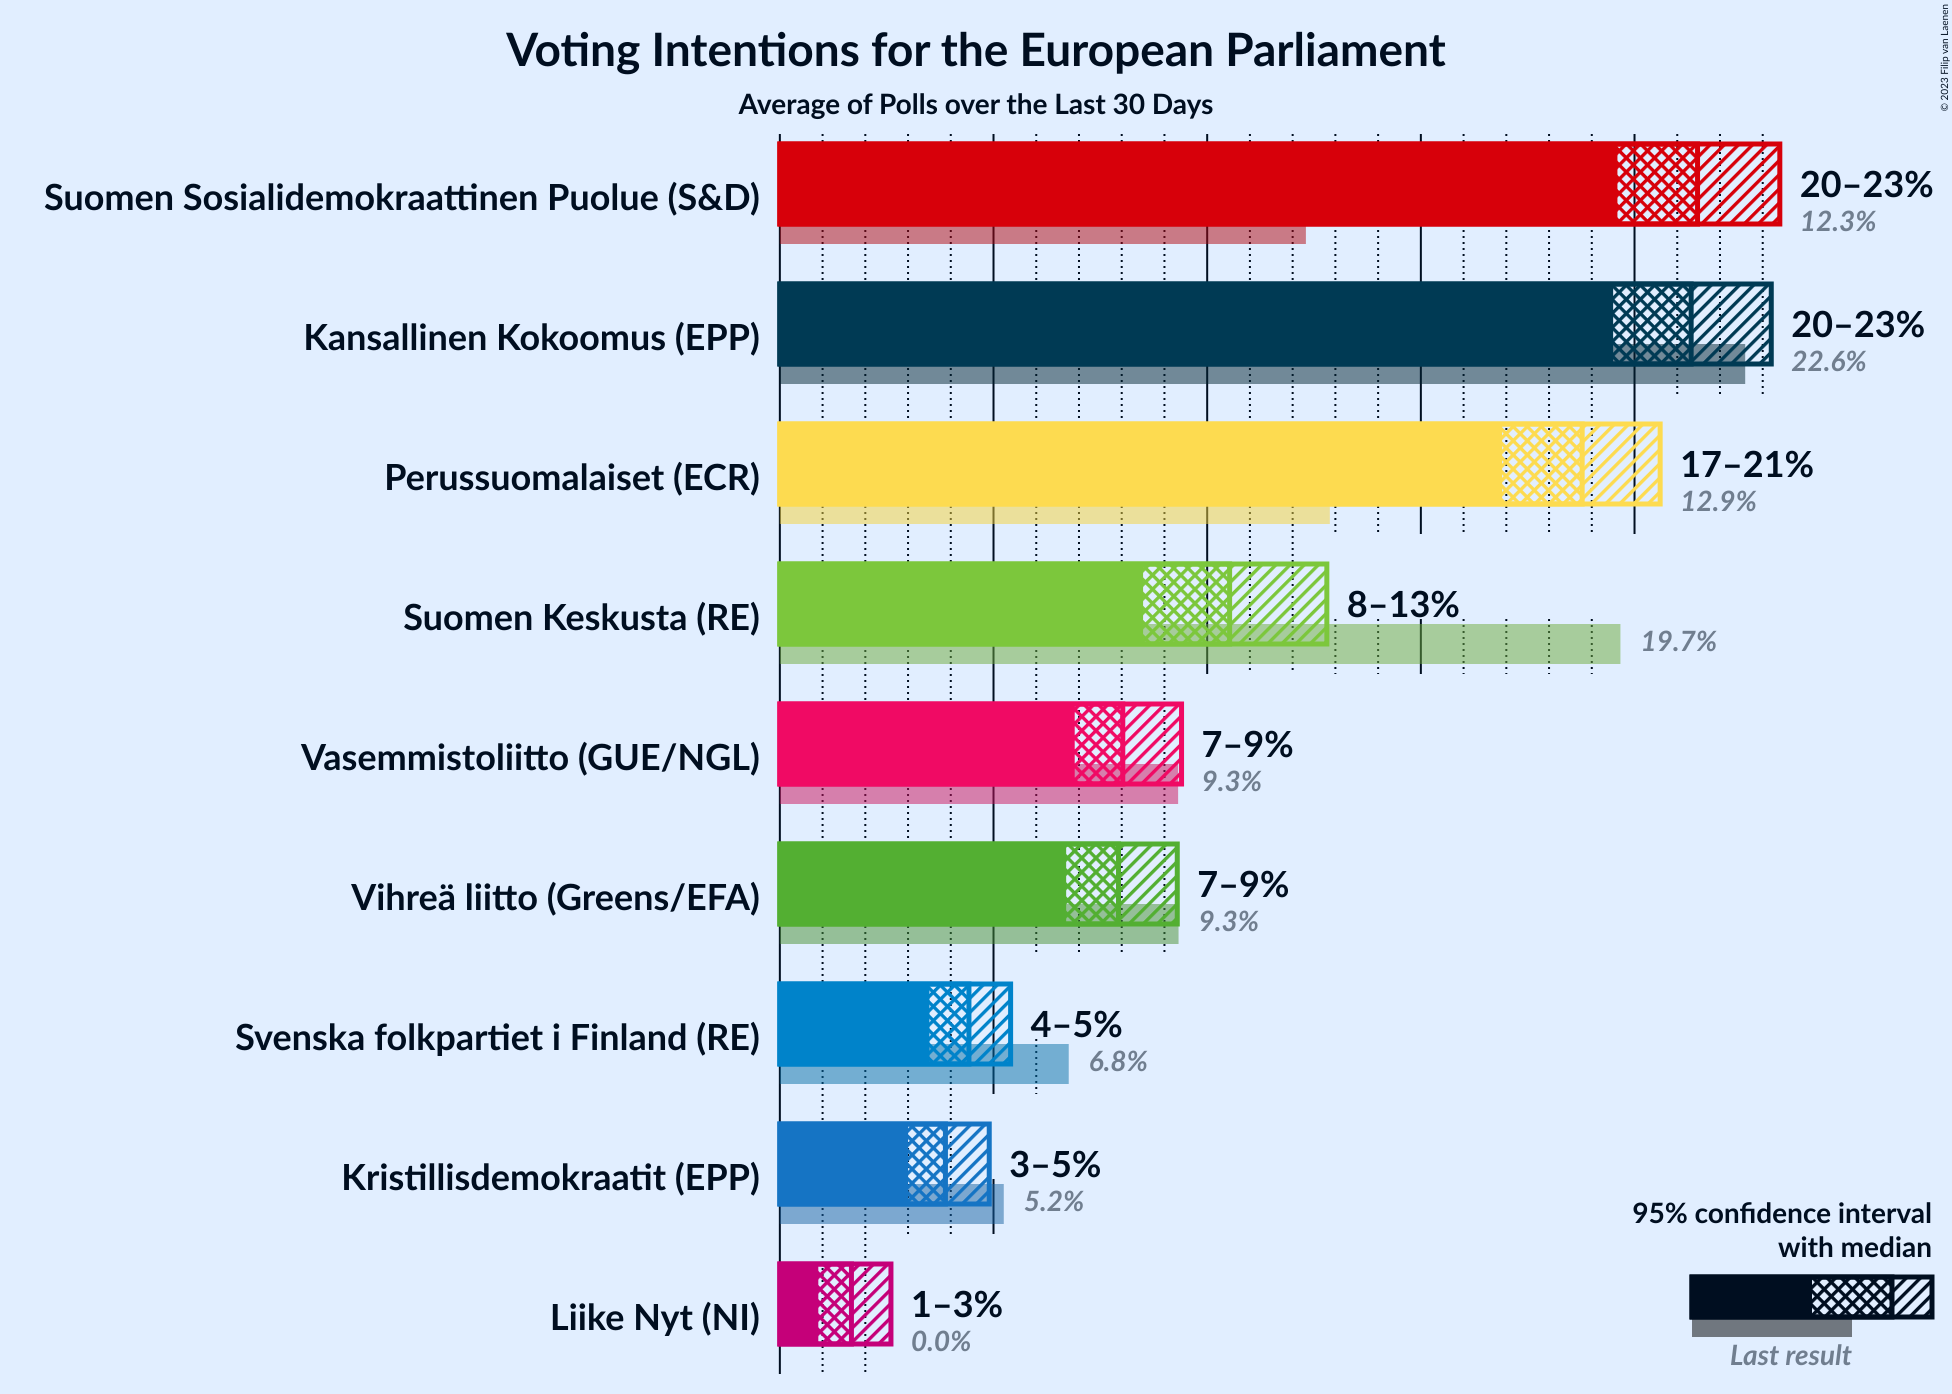 Voting Intentions for the European Parliament
Average of Polls over the Last 30 Days
© 2023 Filip van Laenen
Suomen Sosialidemokraattinen Puolue (S&D)
20–23%
12.3%
Kansallinen Kokoomus (EPP)
20–23%
22.6%
Perussuomalaiset (ECR)
17–21%
12.9%
Suomen Keskusta (RE)
8–13%
19.7%
Vasemmistoliitto (GUE/NGL)
7–9%
9.3%
Vihreä liitto (Greens/EFA)
7–9%
9.3%
Svenska folkpartiet i Finland (RE)
4–5%
6.8%
Kristillisdemokraatit (EPP)
3–5%
5.2%
Liike Nyt (NI)
1–3%
0.0%
95% confidence interval
with median
Last result